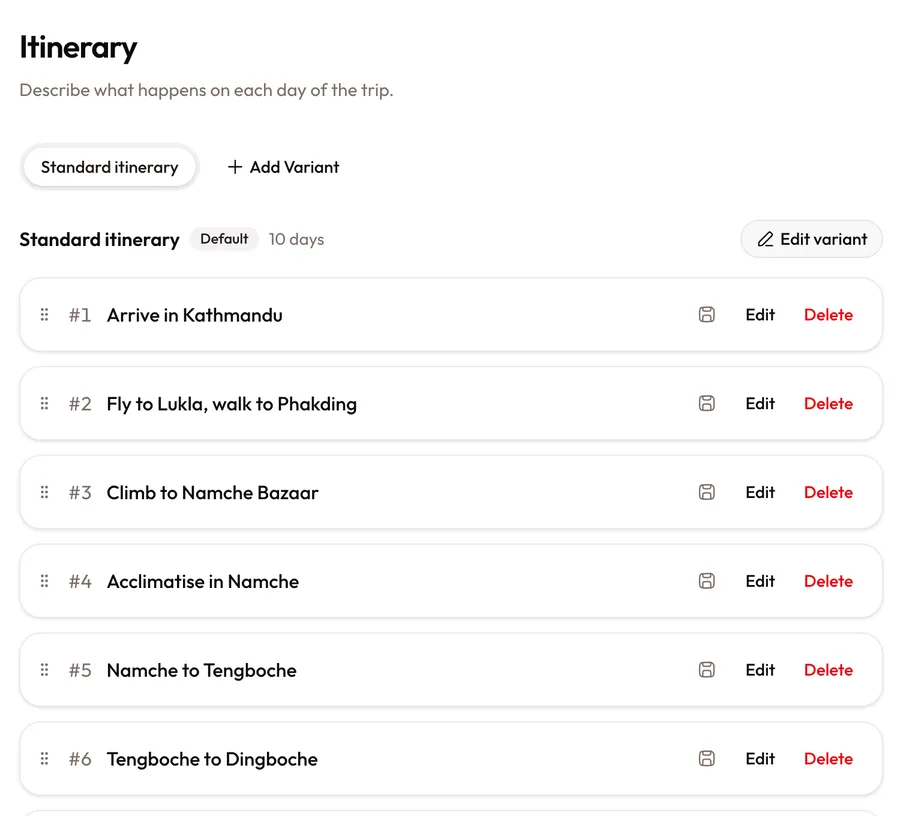 Itinerary
Describe what happens on each day of the trip.
Standard itinerary + Add Variant
Standard itinerary Default 10 days Edit variant
#1 Arrive in Kathmandu Edit Delete
#2 Fly to Lukla, walk to Phakding Edit Delete
#3 Climb to Namche Bazaar Edit Delete
#4 Acclimatise in Namche Edit Delete
#5 Namche to Tengboche Edit Delete
#6 Tengboche to Dingboche Edit Delete